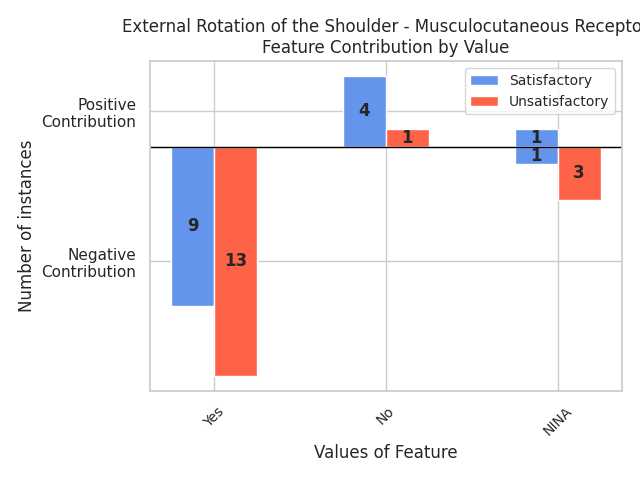 External Rotation of the Shoulder - Musculocutaneous Recepto
Feature Contribution by Value
Satisfactory
Unsatisfactory
Positive
Contribution
Negative
Contribution
Number of instances
4
1
1
1
3
9
13
Yes
No
NINA
Values of Feature